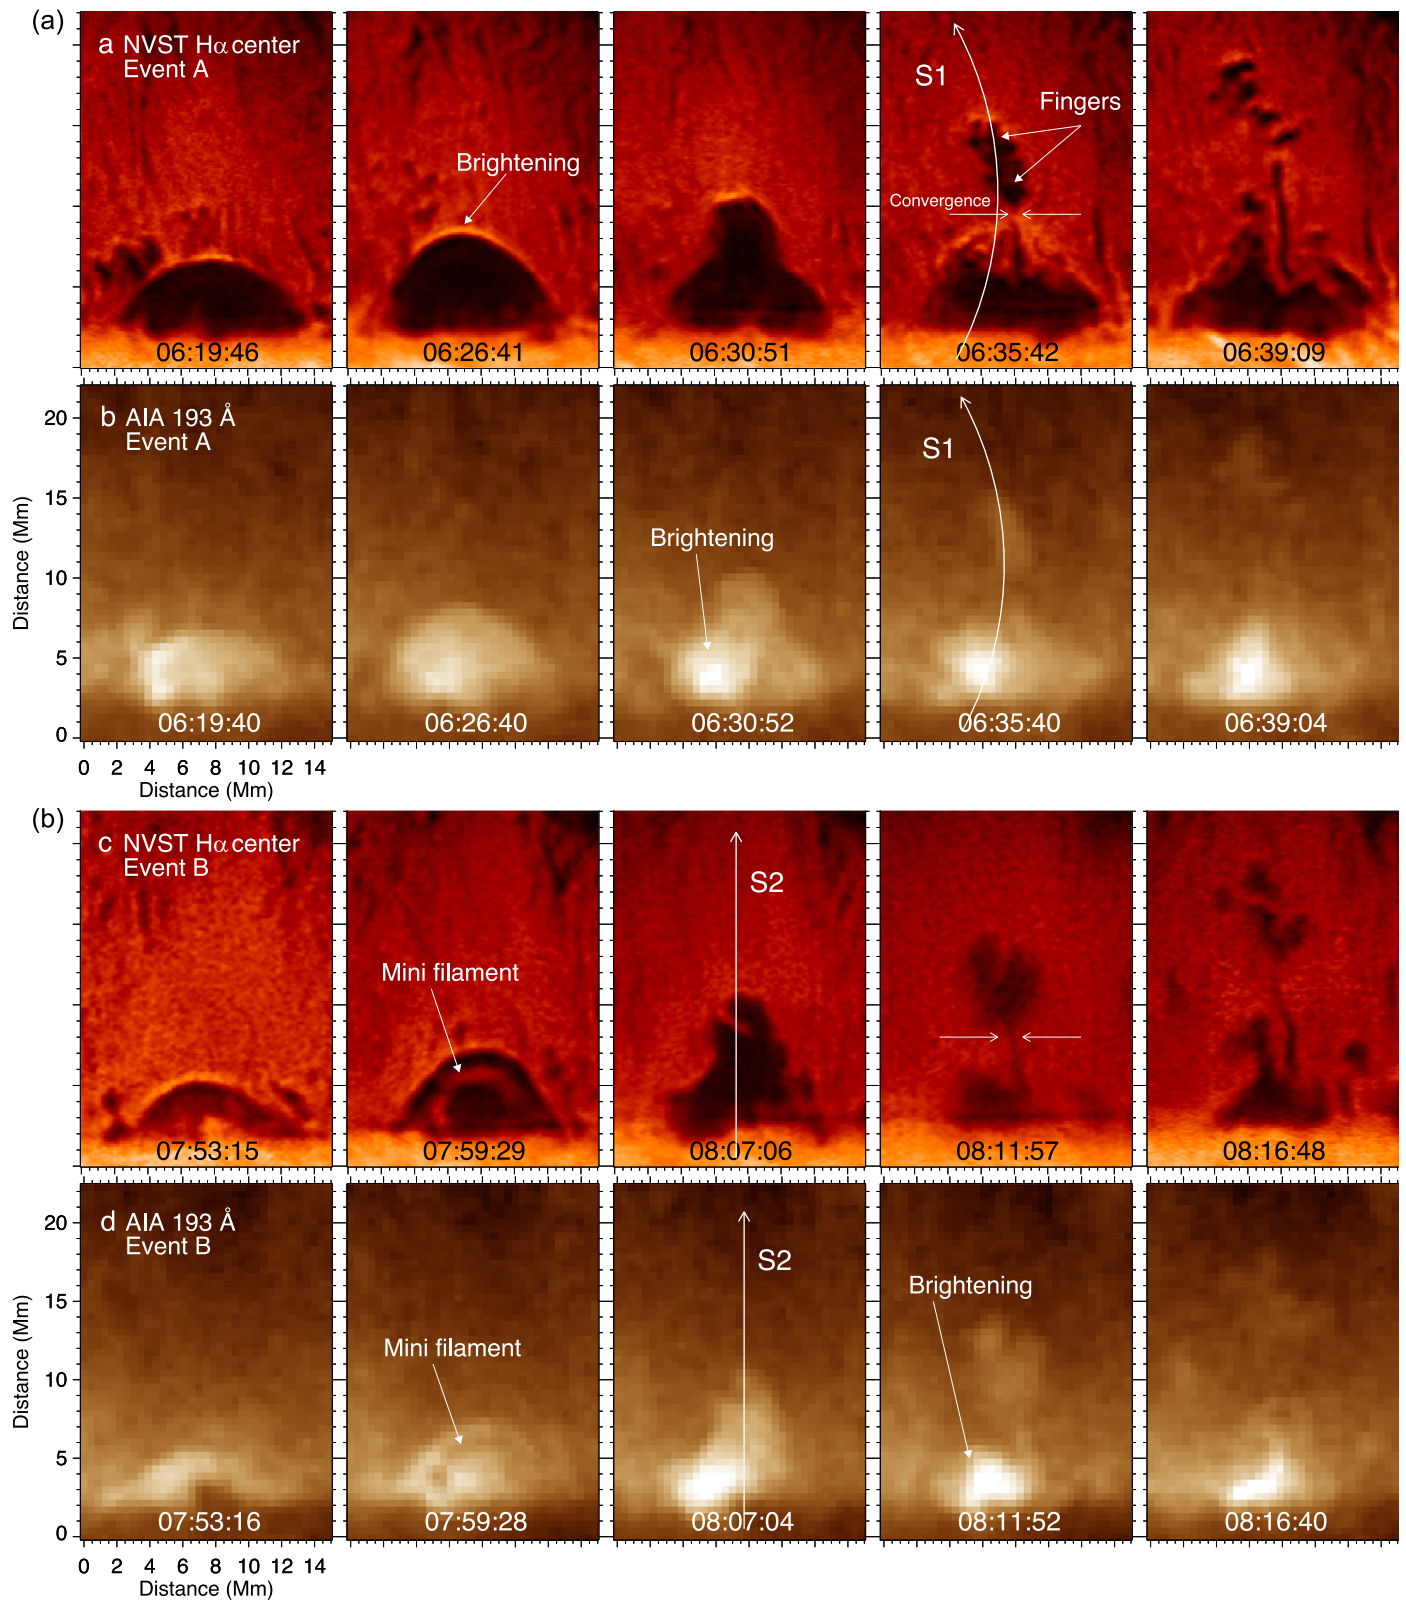 (a)
a NVST Hα center
Event A
Brightening
S1
Fingers
Convergence
06:19:46
06:26:41
06:30:51
06:35:42
06:39:09
b AIA 193 Å
Event A
S1
Brightening
20
15
10
5
0
Distance (Mm)
06:19:40
06:26:40
06:30:52
06:35:40
06:39:04
0 2 4 6 8 10 12 14
Distance (Mm)
(b)
c NVST Hα center
Event B
Mini filament
S2
07:53:15
07:59:29
08:07:06
08:11:57
08:16:48
d AIA 193 Å
Event B
Mini filament
S2
Brightening
20
15
10
5
0
Distance (Mm)
07:53:16
07:59:28
08:07:04
08:11:52
08:16:40
0 2 4 6 8 10 12 14
Distance (Mm)